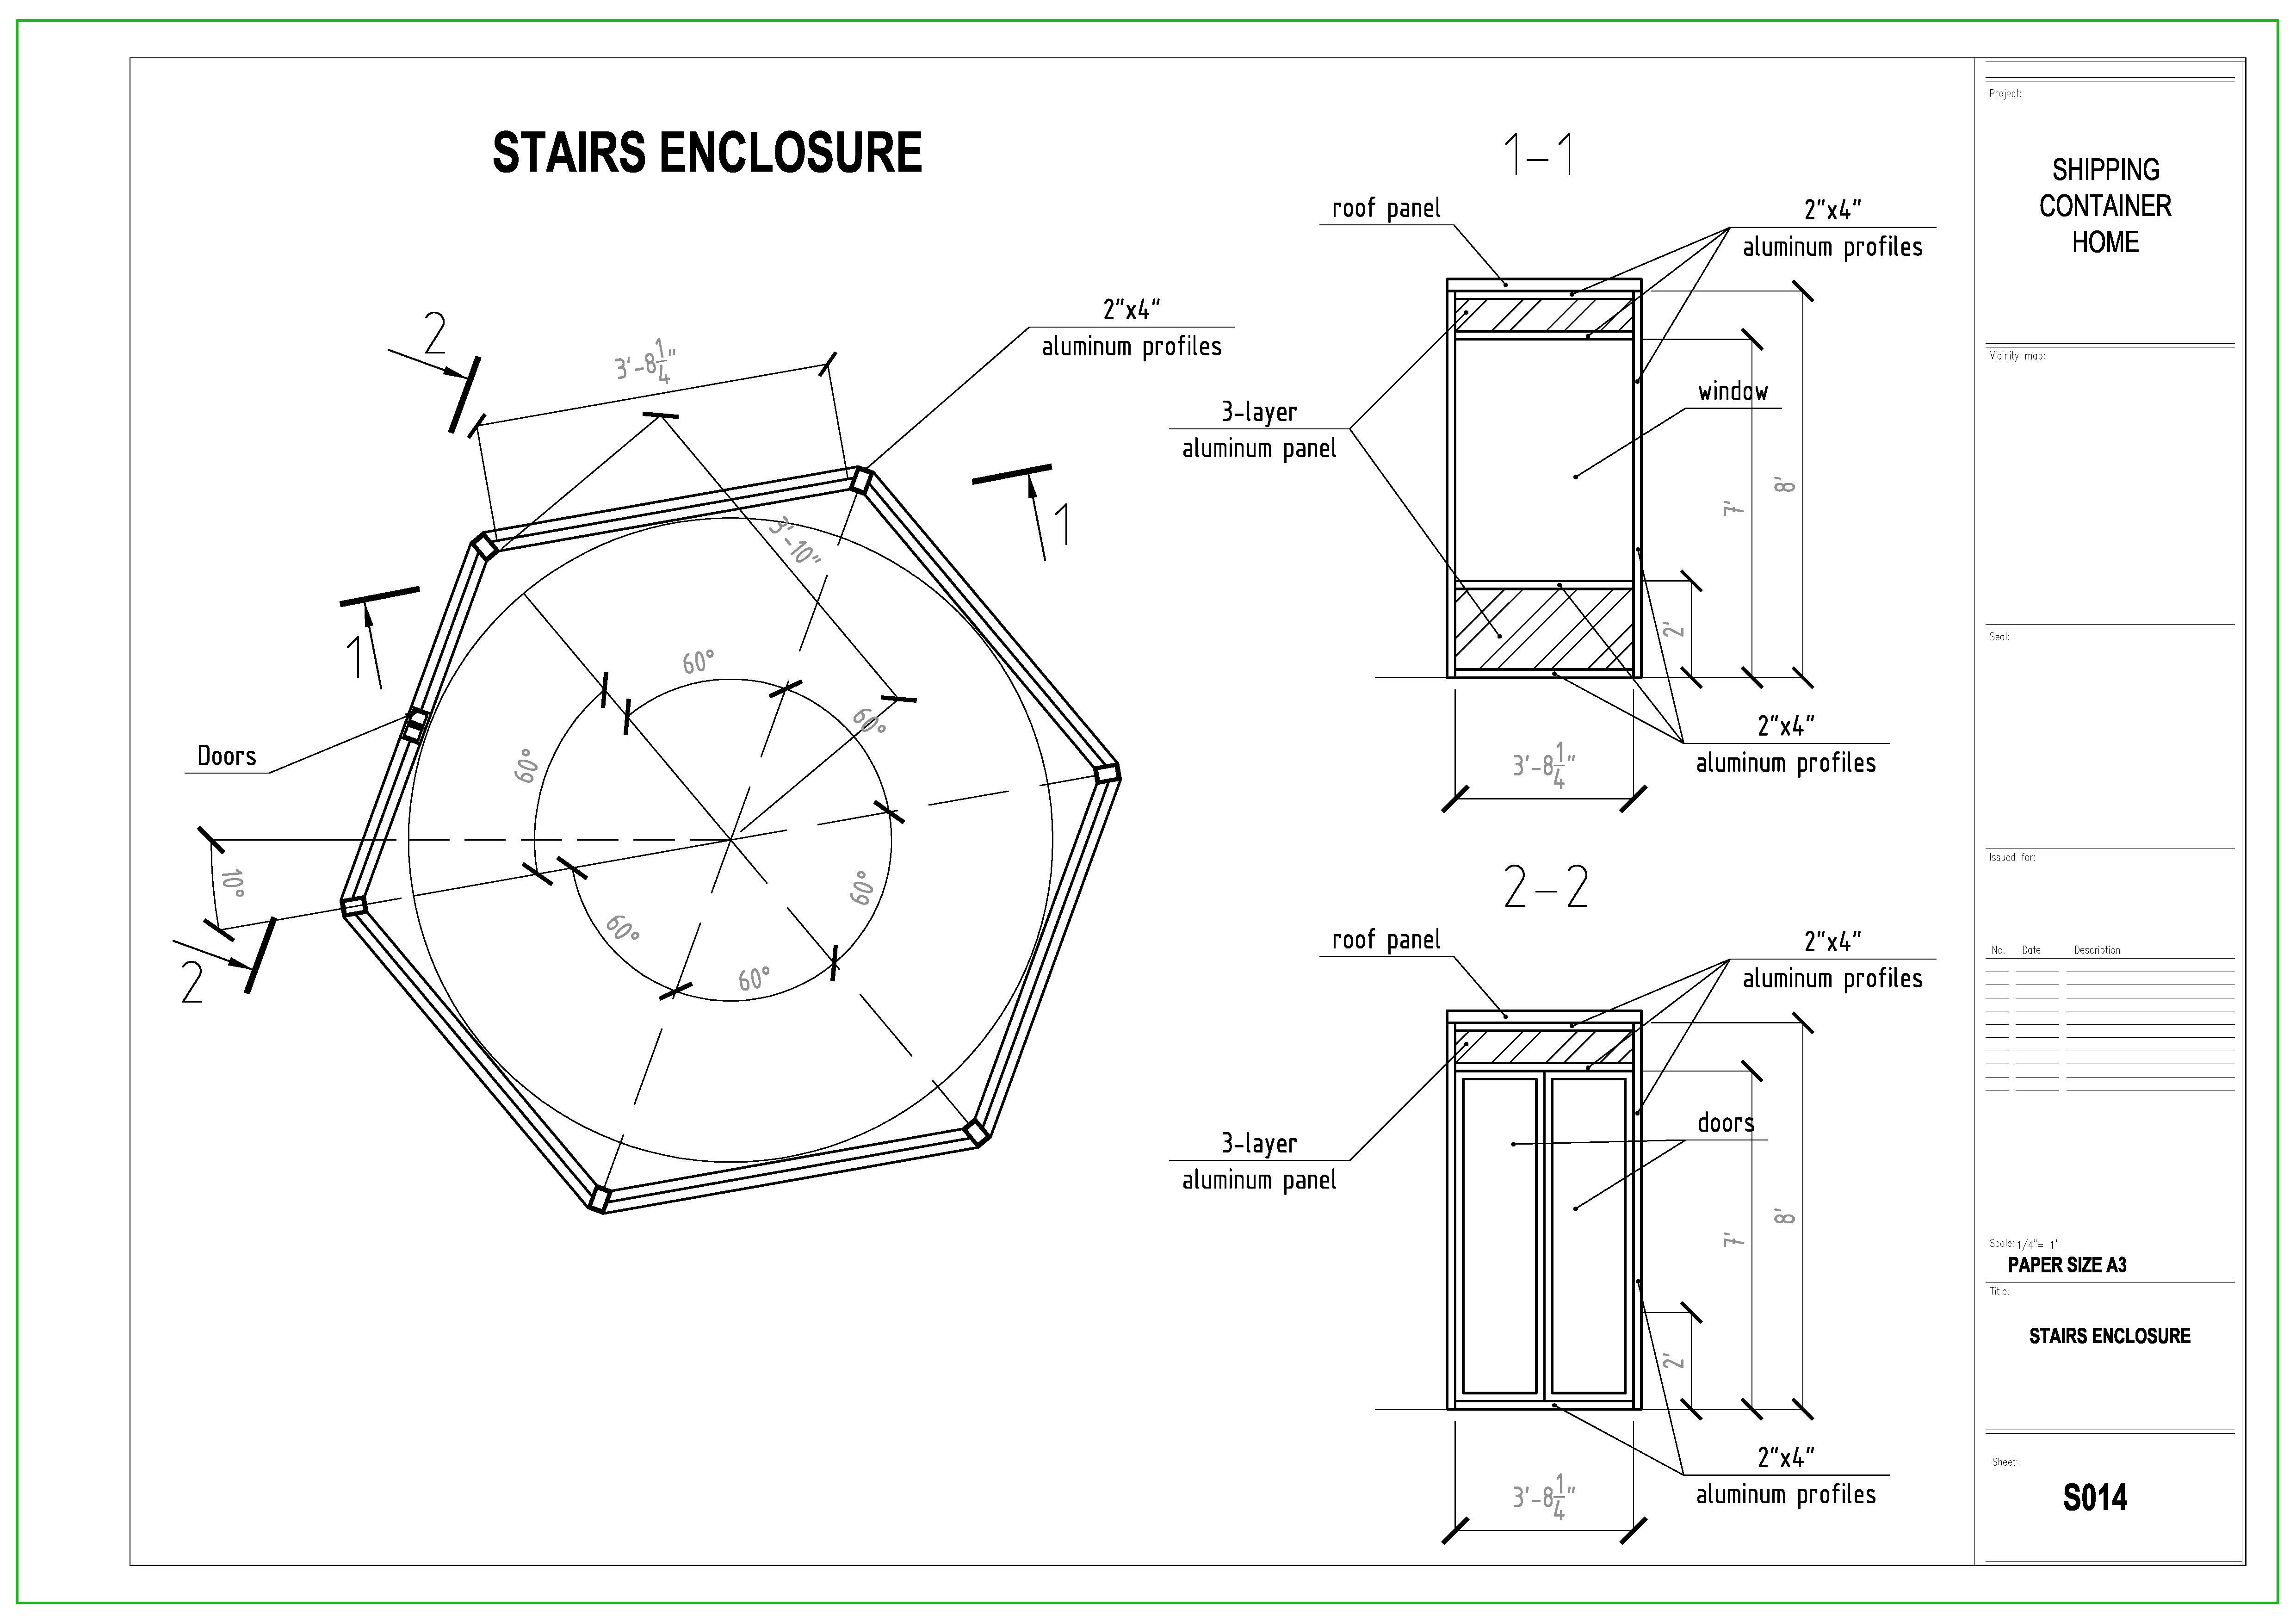 STAIRS ENCLOSURE
2
3'-8 1/4"
2"x4"
aluminum profiles
1
3'-10"
1
60°
60°
60°
Doors
10°
60°
60°
60°
2
1-1
roof panel
2"x4"
aluminum profiles
3-layer
aluminum panel
window
7'
8'
2'
2"x4"
aluminum profiles
3'-8 1/4"
2-2
roof panel
2"x4"
aluminum profiles
3-layer
aluminum panel
doors
7'
8'
2'
2"x4"
aluminum profiles
3'-8 1/4"
Project:
SHIPPING
CONTAINER
HOME
Vicinity map:
Seal:
Issued for:
No. Date Description
Scale: 1/4"= 1'
PAPER SIZE A3
Title:
STAIRS ENCLOSURE
Sheet:
S014